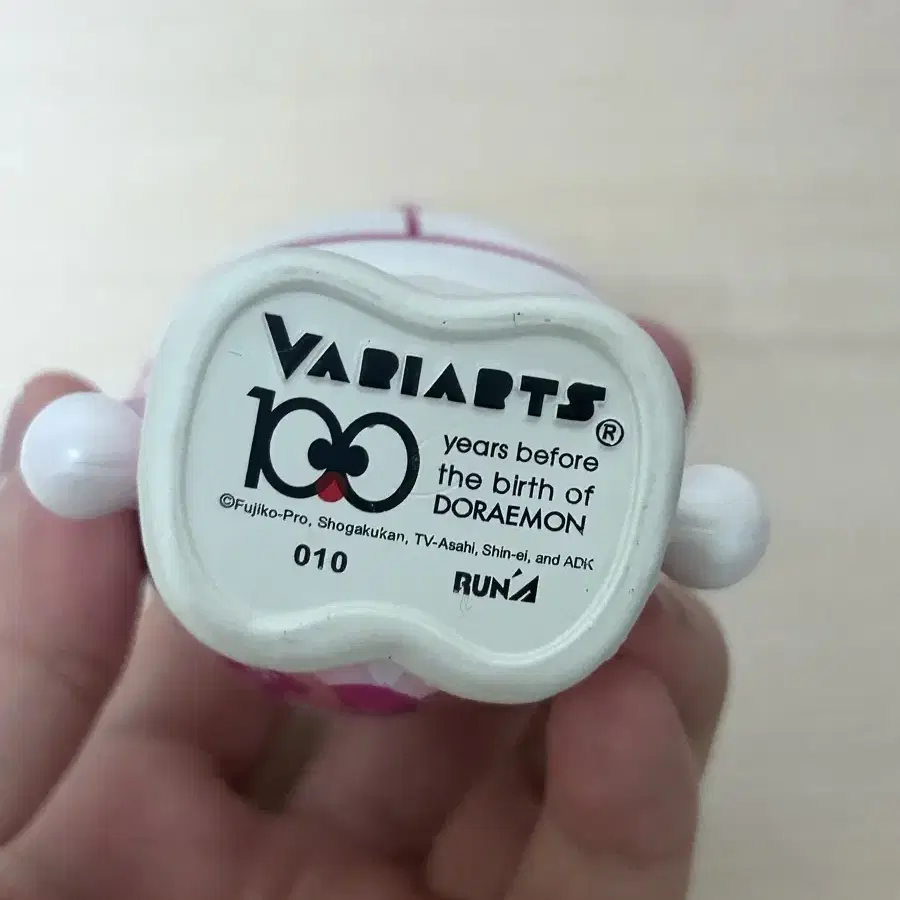 VARIARTS®
100
years before
the birth of
DORAEMON
©Fujiko-Pro, Shogakukan, TV-Asahi, Shin-ei, and ADK
010
RUN'A